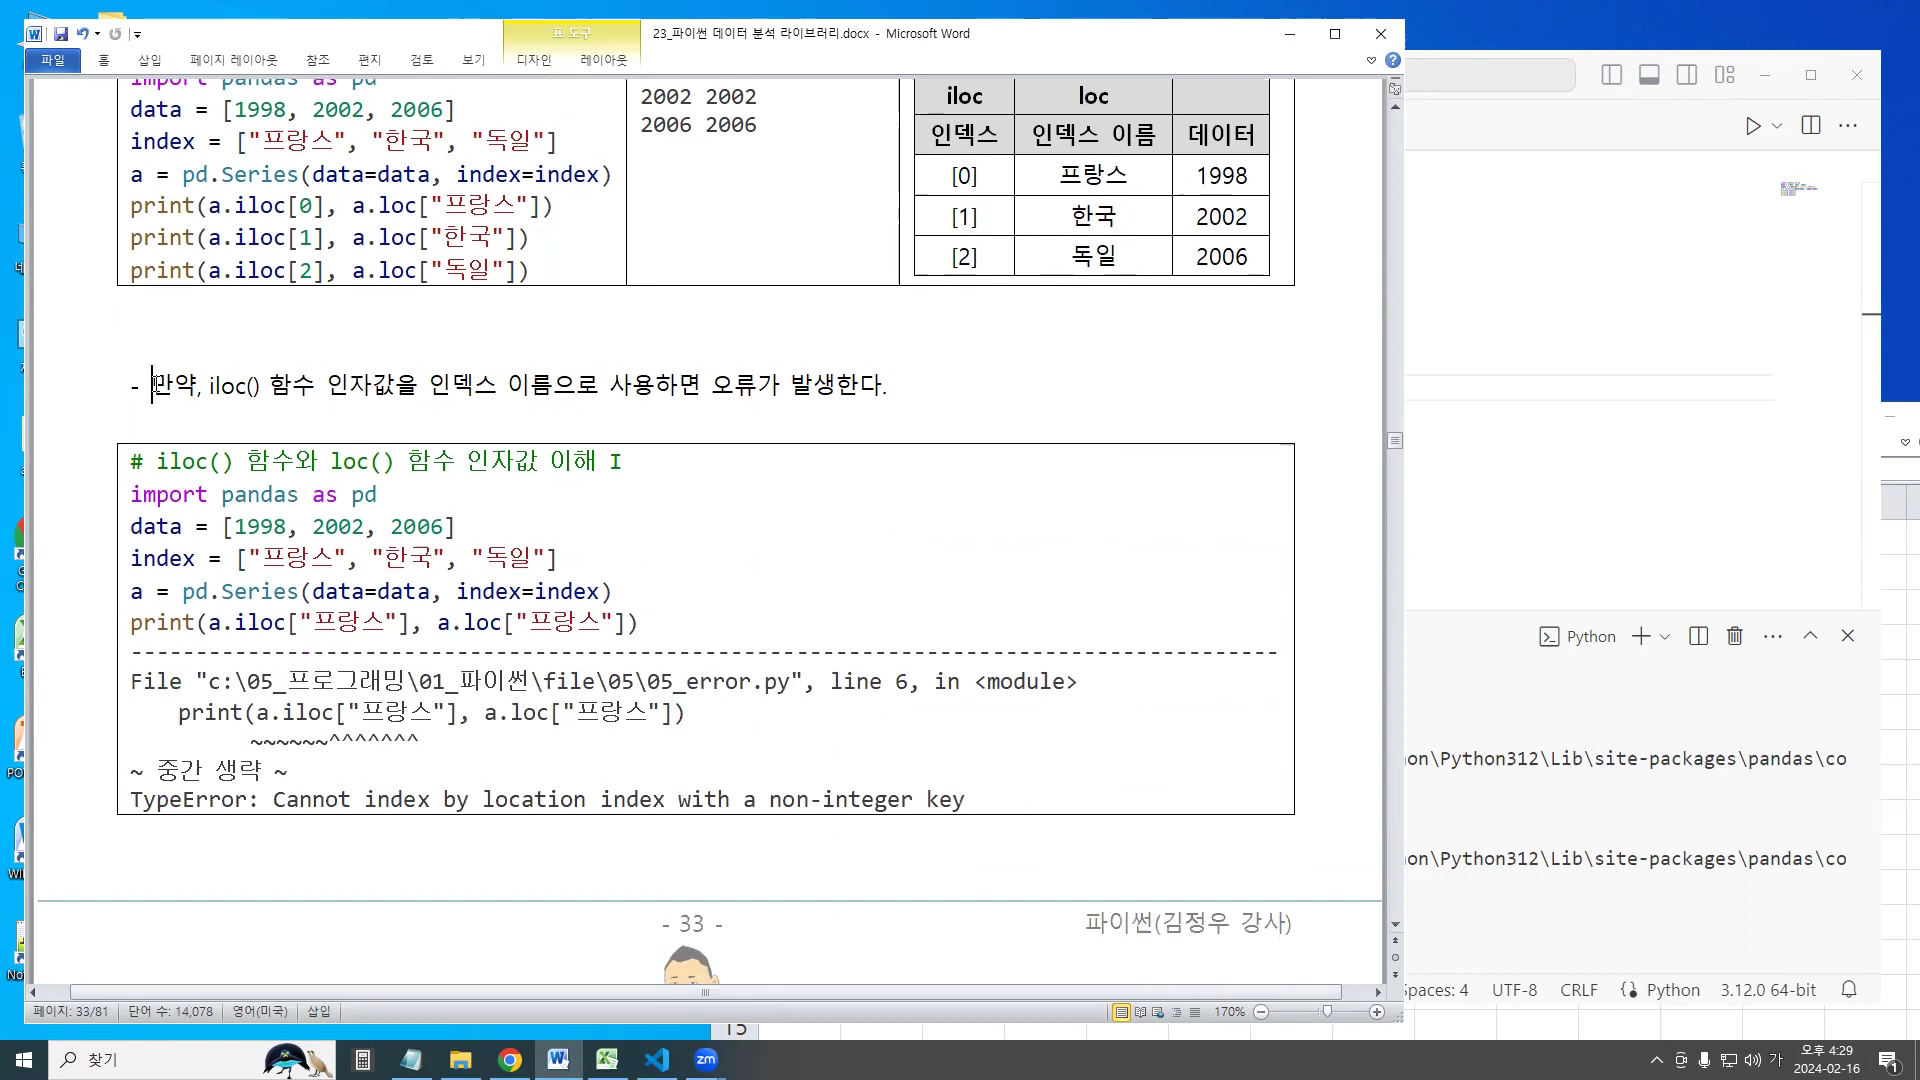 표 도구
23_파이썬 데이터 분석 라이브러리.docx - Microsoft Word
파일 홈 삽입 페이지 레이아웃 참조 편지 검토 보기 디자인 레이아웃
import pandas as pd
data = [1998, 2002, 2006]
index = ["프랑스", "한국", "독일"]
a = pd.Series(data=data, index=index)
print(a.iloc[0], a.loc["프랑스"])
print(a.iloc[1], a.loc["한국"])
print(a.iloc[2], a.loc["독일"])
2002 2002
2006 2006
iloc loc
인덱스 인덱스 이름 데이터
[0] 프랑스 1998
[1] 한국 2002
[2] 독일 2006
- 만약, iloc() 함수 인자값을 인덱스 이름으로 사용하면 오류가 발생한다.
# iloc() 함수와 loc() 함수 인자값 이해 I
import pandas as pd
data = [1998, 2002, 2006]
index = ["프랑스", "한국", "독일"]
a = pd.Series(data=data, index=index)
print(a.iloc["프랑스"], a.loc["프랑스"])
----------------------------------------------------------------------------------------
File "c:\05_프로그래밍\01_파이썬\file\05\05_error.py", line 6, in <module>
print(a.iloc["프랑스"], a.loc["프랑스"])
~~~~~~^^^^^^^
~ 중간 생략 ~
TypeError: Cannot index by location index with a non-integer key
- 33 -
파이썬(김정우 강사)
페이지: 33/81 단어 수: 14,078 영어(미국) 삽입 170%
Python
on\Python312\Lib\site-packages\pandas\co
on\Python312\Lib\site-packages\pandas\co
Spaces: 4 UTF-8 CRLF Python 3.12.0 64-bit
15
찾기
zm
가
오후 4:29
2024-02-16
1